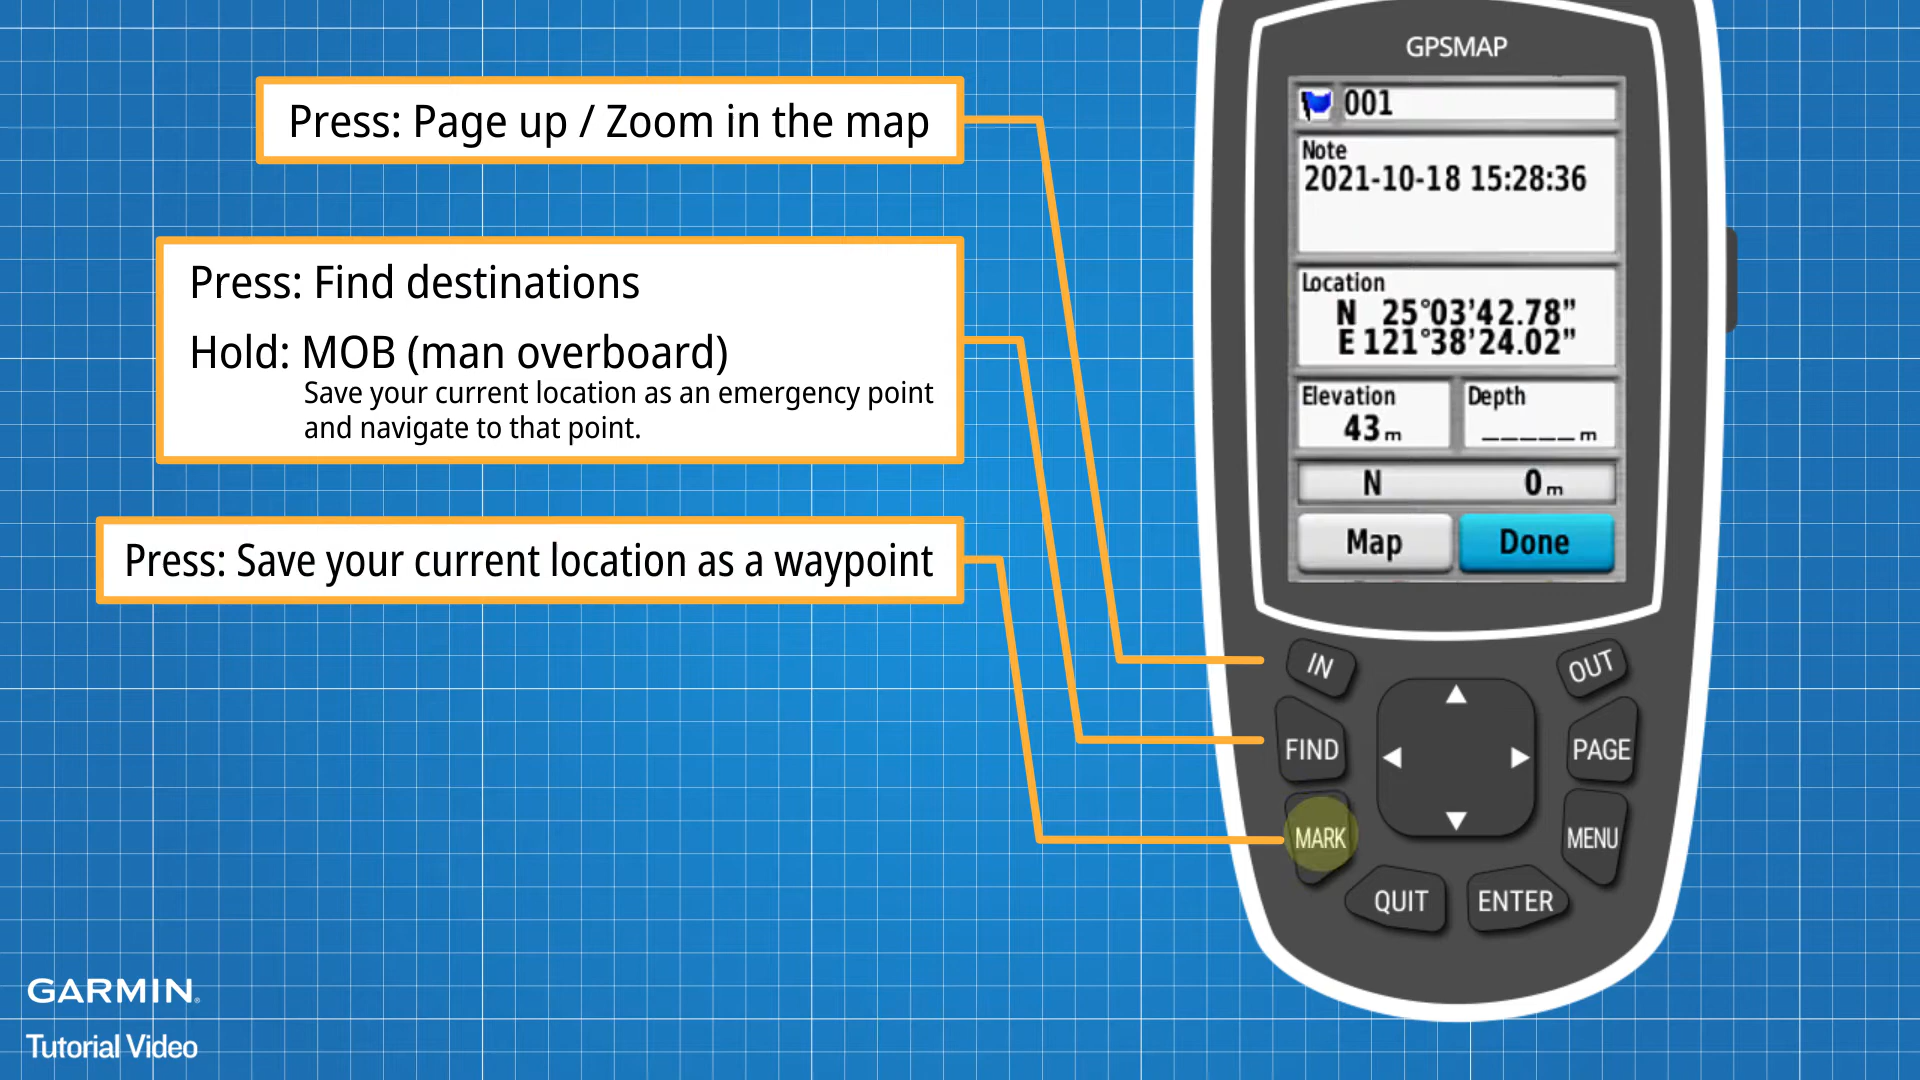 Press: Page up / Zoom in the map
Press: Find destinations
Hold: MOB (man overboard)
Save your current location as an emergency point
and navigate to that point.
Press: Save your current location as a waypoint
GPSMAP
001
Note
2021-10-18 15:28:36
Location
N 25°03'42.78"
E 121°38'24.02"
Elevation
43 m
Depth
_____ m
N 0 m
Map Done
IN OUT
FIND PAGE
MARK MENU
QUIT ENTER
GARMIN®
Tutorial Video